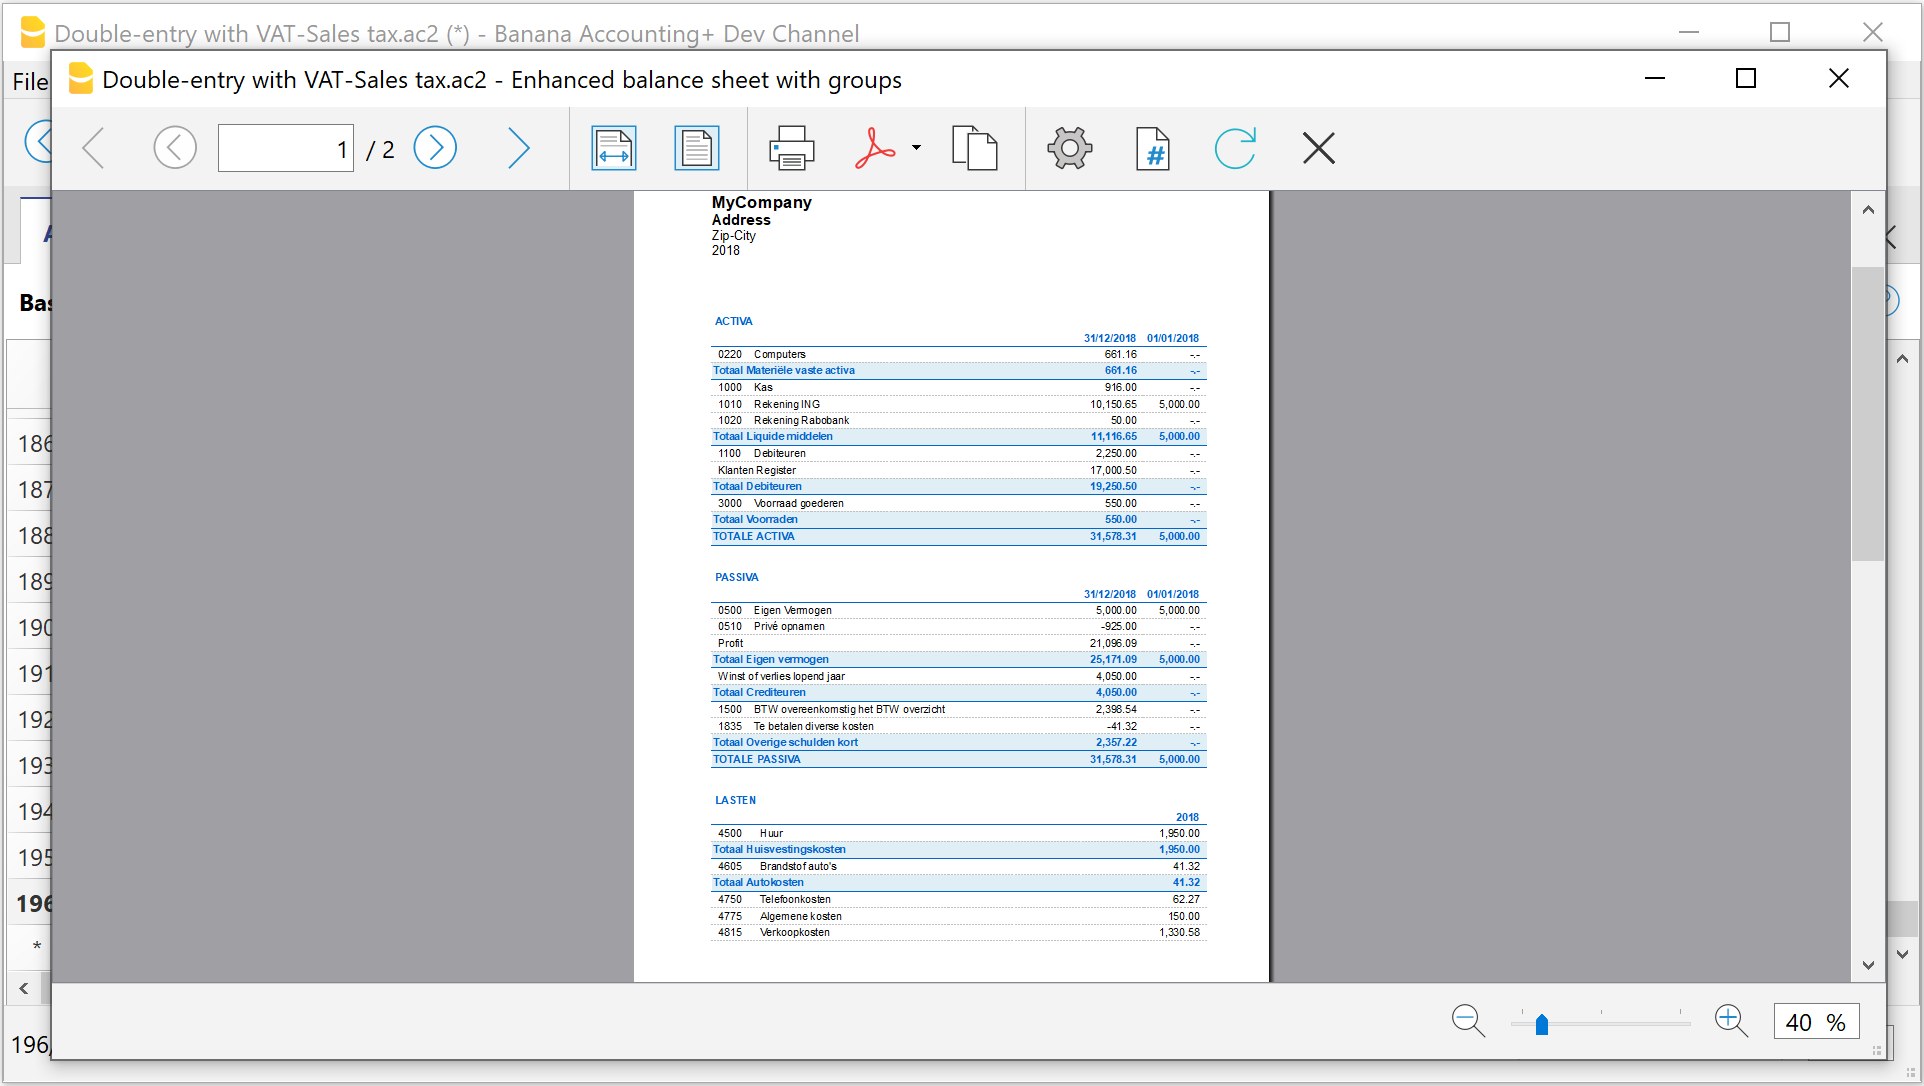 Double-entry with VAT-Sales tax.ac2 (*) - Banana Accounting+ Dev Channel
File
Double-entry with VAT-Sales tax.ac2 - Enhanced balance sheet with groups
1 / 2
#
MyCompany
Address
Zip-City
2018
Bas
ACTIVA
31/12/2018 01/01/2018
0220 Computers 661.16 -.-
Totaal Materiële vaste activa 661.16 -.-
1000 Kas 916.00 -.-
1010 Rekening ING 10,150.65 5,000.00
1020 Rekening Rabobank 50.00 -.-
Totaal Liquide middelen 11,116.65 5,000.00
1100 Debiteuren 2,250.00 -.-
Klanten Register 17,000.50 -.-
Totaal Debiteuren 19,250.50 -.-
3000 Voorraad goederen 550.00 -.-
Totaal Voorraden 550.00 -.-
TOTALE ACTIVA 31,578.31 5,000.00
PASSIVA
31/12/2018 01/01/2018
0500 Eigen Vermogen 5,000.00 5,000.00
0510 Privé opnamen -925.00 -.-
Profit 21,096.09 -.-
Totaal Eigen vermogen 25,171.09 5,000.00
Winst of verlies lopend jaar 4,050.00 -.-
Totaal Crediteuren 4,050.00 -.-
1500 BTW overeenkomstig het BTW overzicht 2,398.54 -.-
1835 Te betalen diverse kosten -41.32 -.-
Totaal Overige schulden kort 2,357.22 -.-
TOTALE PASSIVA 31,578.31 5,000.00
LASTEN
2018
4500 Huur 1,950.00
Totaal Huisvestingskosten 1,950.00
4605 Brandstof auto's 41.32
Totaal Autokosten 41.32
4750 Telefoonkosten 62.27
4775 Algemene kosten 150.00
4815 Verkoopkosten 1,330.58
186
187
188
189
190
191
192
193
194
195
196
*
196/
40 %